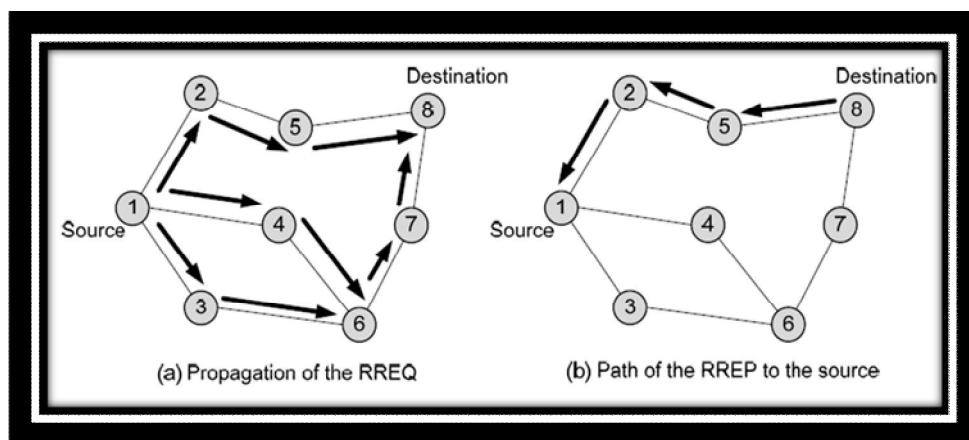 Destination
2
8
5
1
4
7
Source
3
6
(a) Propagation of the RREQ
Destination
2
8
5
1
4
7
Source
3
6
(b) Path of the RREP to the source